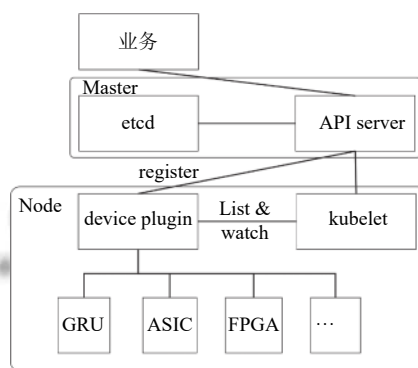 业务
Master
etcd
API server
register
Node
device plugin
List &
watch
kubelet
GRU
ASIC
FPGA
…